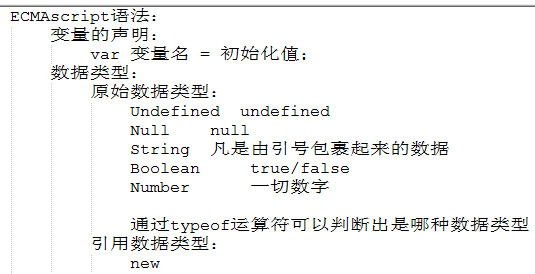 ECMAscript语法:
变量的声明:
var 变量名 = 初始化值;
数据类型:
原始数据类型:
Undefined undefined
Null null
String 凡是由引号包裹起来的数据
Boolean true/false
Number 一切数字
通过typeof运算符可以判断出是哪种数据类型
引用数据类型:
new